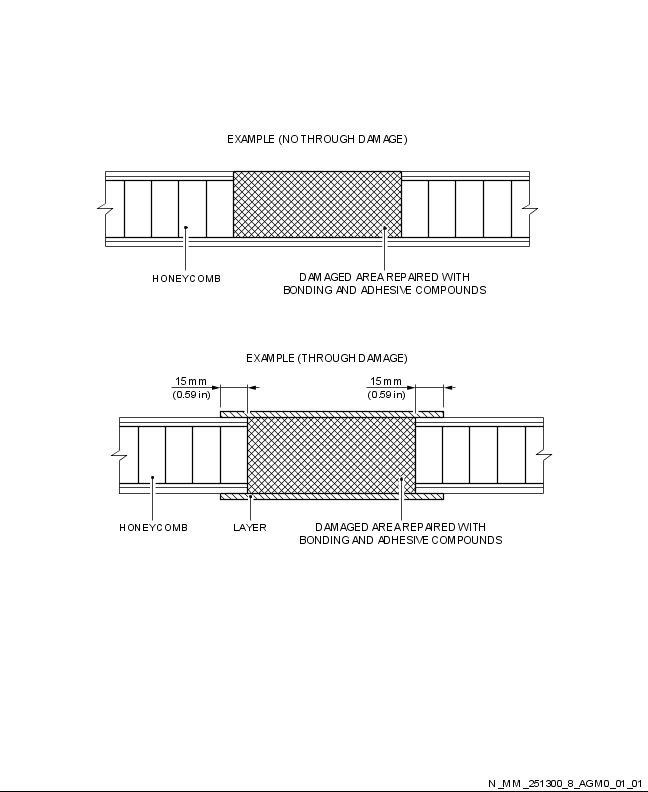 EXAMPLE (NO THROUGH DAMAGE)
HONEYCOMB
DAMAGED AREA REPAIRED WITH
BONDING AND ADHESIVE COMPOUNDS
EXAMPLE (THROUGH DAMAGE)
15 mm
(0.59 in)
15 mm
(0.59 in)
HONEYCOMB
LAYER
DAMAGED AREA REPAIRED WITH
BONDING AND ADHESIVE COMPOUNDS
N_MM_251300_8_AGM0_01_01